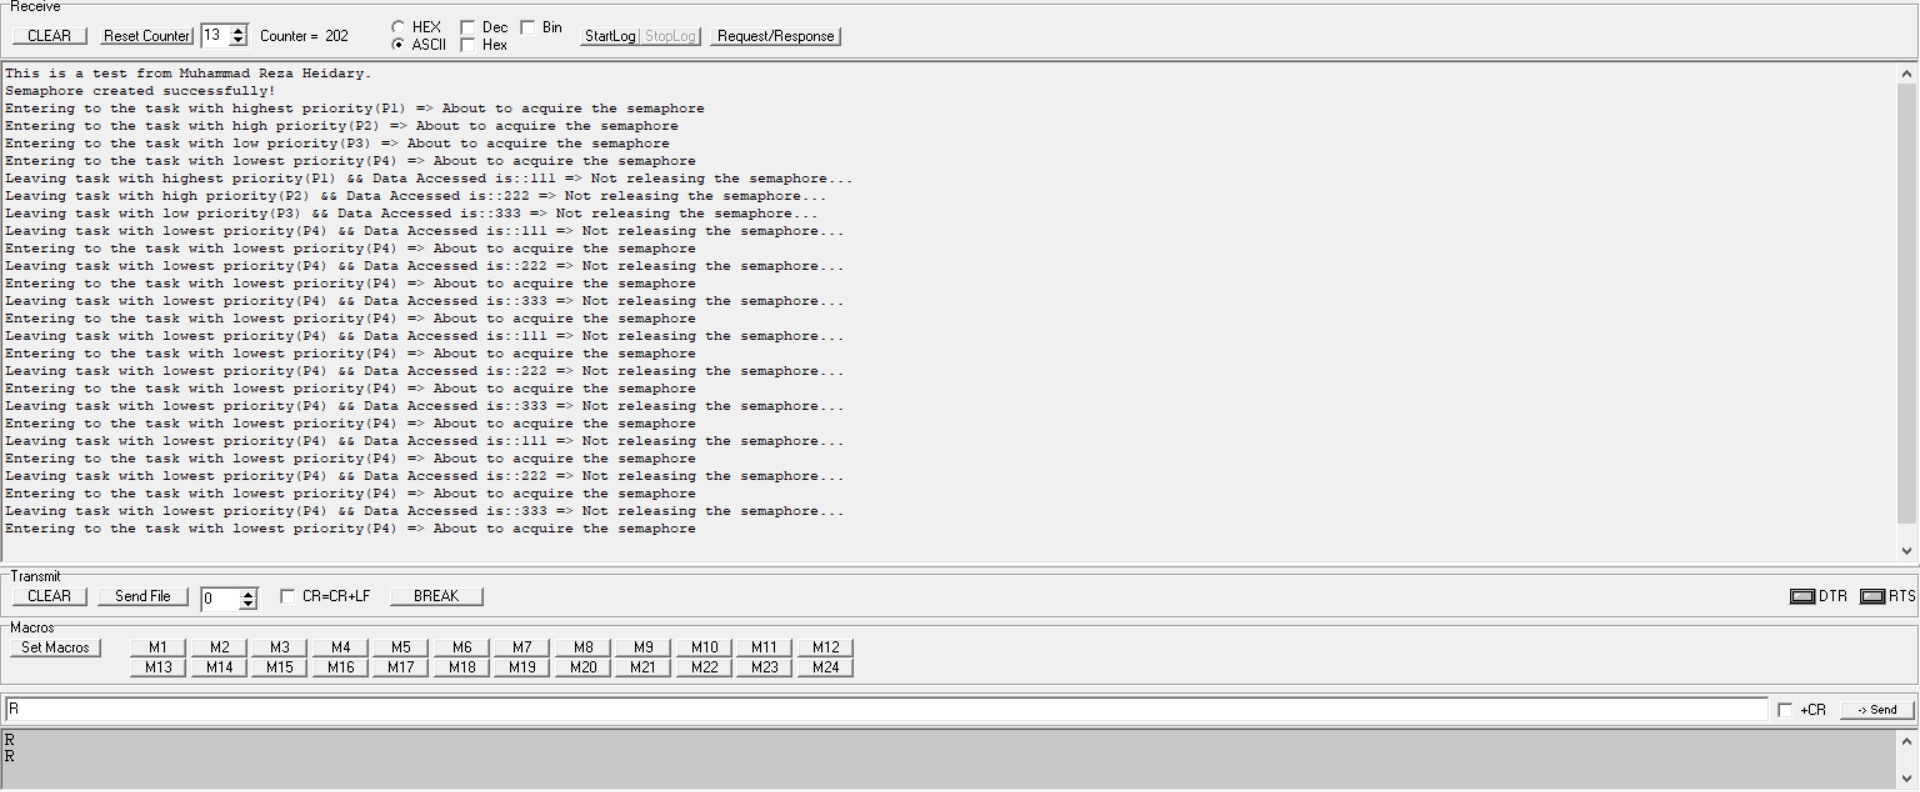 Receive
CLEAR Reset Counter 13 Counter = 202 HEX Dec Bin StartLog StopLog Request/Response
ASCII Hex
This is a test from Muhammad Reza Heidary.
Semaphore created successfully!
Entering to the task with highest priority(P1) => About to acquire the semaphore
Entering to the task with high priority(P2) => About to acquire the semaphore
Entering to the task with low priority(P3) => About to acquire the semaphore
Entering to the task with lowest priority(P4) => About to acquire the semaphore
Leaving task with highest priority(P1) && Data Accessed is::111 => Not releasing the semaphore...
Leaving task with high priority(P2) && Data Accessed is::222 => Not releasing the semaphore...
Leaving task with low priority(P3) && Data Accessed is::333 => Not releasing the semaphore...
Leaving task with lowest priority(P4) && Data Accessed is::111 => Not releasing the semaphore...
Entering to the task with lowest priority(P4) => About to acquire the semaphore
Leaving task with lowest priority(P4) && Data Accessed is::222 => Not releasing the semaphore...
Entering to the task with lowest priority(P4) => About to acquire the semaphore
Leaving task with lowest priority(P4) && Data Accessed is::333 => Not releasing the semaphore...
Entering to the task with lowest priority(P4) => About to acquire the semaphore
Leaving task with lowest priority(P4) && Data Accessed is::111 => Not releasing the semaphore...
Entering to the task with lowest priority(P4) => About to acquire the semaphore
Leaving task with lowest priority(P4) && Data Accessed is::222 => Not releasing the semaphore...
Entering to the task with lowest priority(P4) => About to acquire the semaphore
Leaving task with lowest priority(P4) && Data Accessed is::333 => Not releasing the semaphore...
Entering to the task with lowest priority(P4) => About to acquire the semaphore
Leaving task with lowest priority(P4) && Data Accessed is::111 => Not releasing the semaphore...
Entering to the task with lowest priority(P4) => About to acquire the semaphore
Leaving task with lowest priority(P4) && Data Accessed is::222 => Not releasing the semaphore...
Entering to the task with lowest priority(P4) => About to acquire the semaphore
Leaving task with lowest priority(P4) && Data Accessed is::333 => Not releasing the semaphore...
Entering to the task with lowest priority(P4) => About to acquire the semaphore
Transmit
CLEAR Send File 0 CR=CR+LF BREAK DTR RTS
Macros
Set Macros M1 M2 M3 M4 M5 M6 M7 M8 M9 M10 M11 M12
M13 M14 M15 M16 M17 M18 M19 M20 M21 M22 M23 M24
R +CR -> Send
R
R